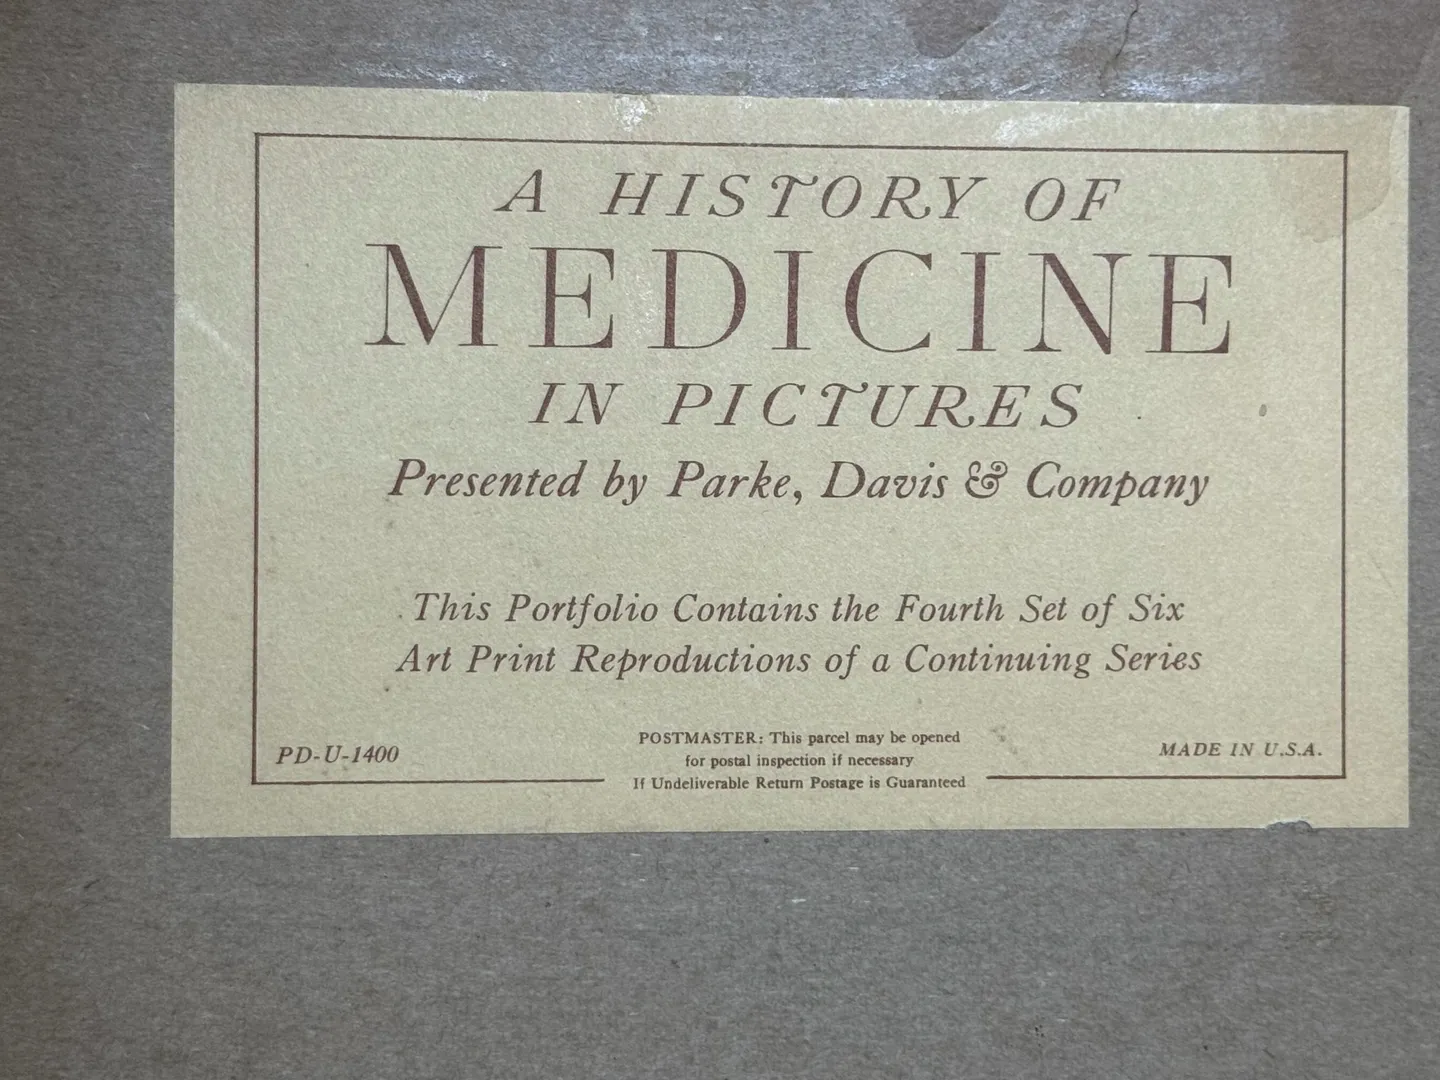 A HISTORY OF
MEDICINE
IN PICTURES
Presented by Parke, Davis & Company
This Portfolio Contains the Fourth Set of Six
Art Print Reproductions of a Continuing Series
PD-U-1400
POSTMASTER: This parcel may be opened
for postal inspection if necessary
If Undeliverable Return Postage is Guaranteed
MADE IN U.S.A.